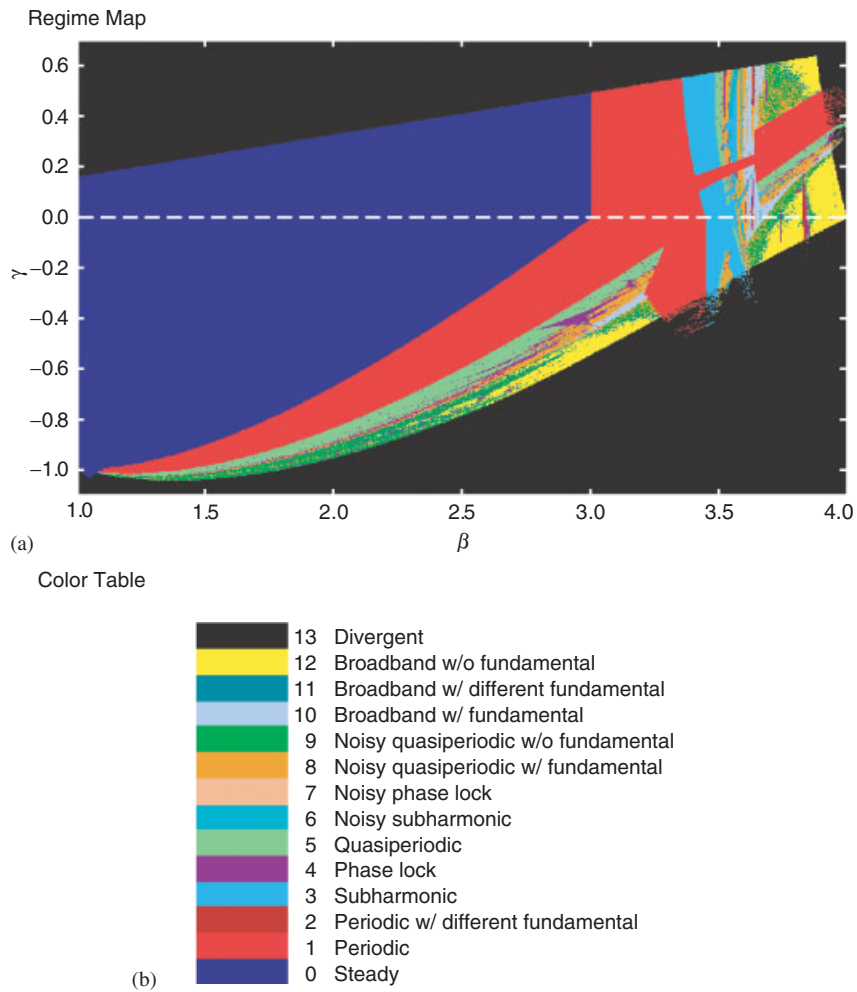 Regime Map
0.6
0.4
0.2
0.0
−0.2
−0.4
−0.6
−0.8
−1.0
γ
1.0 1.5 2.0 2.5 3.0 3.5 4.0
(a) β
Color Table
13 Divergent
12 Broadband w/o fundamental
11 Broadband w/ different fundamental
10 Broadband w/ fundamental
9 Noisy quasiperiodic w/o fundamental
8 Noisy quasiperiodic w/ fundamental
7 Noisy phase lock
6 Noisy subharmonic
5 Quasiperiodic
4 Phase lock
3 Subharmonic
2 Periodic w/ different fundamental
1 Periodic
(b) 0 Steady